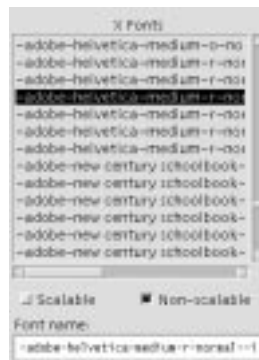 X Fonts
-adobe-helvetica-medium-o-no
-adobe-helvetica-medium-r-nor
-adobe-helvetica-medium-r-nor
-adobe-helvetica-medium-r-nor
-adobe-helvetica-medium-r-nor
-adobe-helvetica-medium-r-nor
-adobe-helvetica-medium-r-nor
-adobe-new century schoolbook-
-adobe-new century schoolbook-
-adobe-new century schoolbook-
-adobe-new century schoolbook-
-adobe-new century schoolbook-
-adobe-new century schoolbook-
Scalable
Non-scalable
Font name:
-adobe-helvetica-medium-r-normal--1